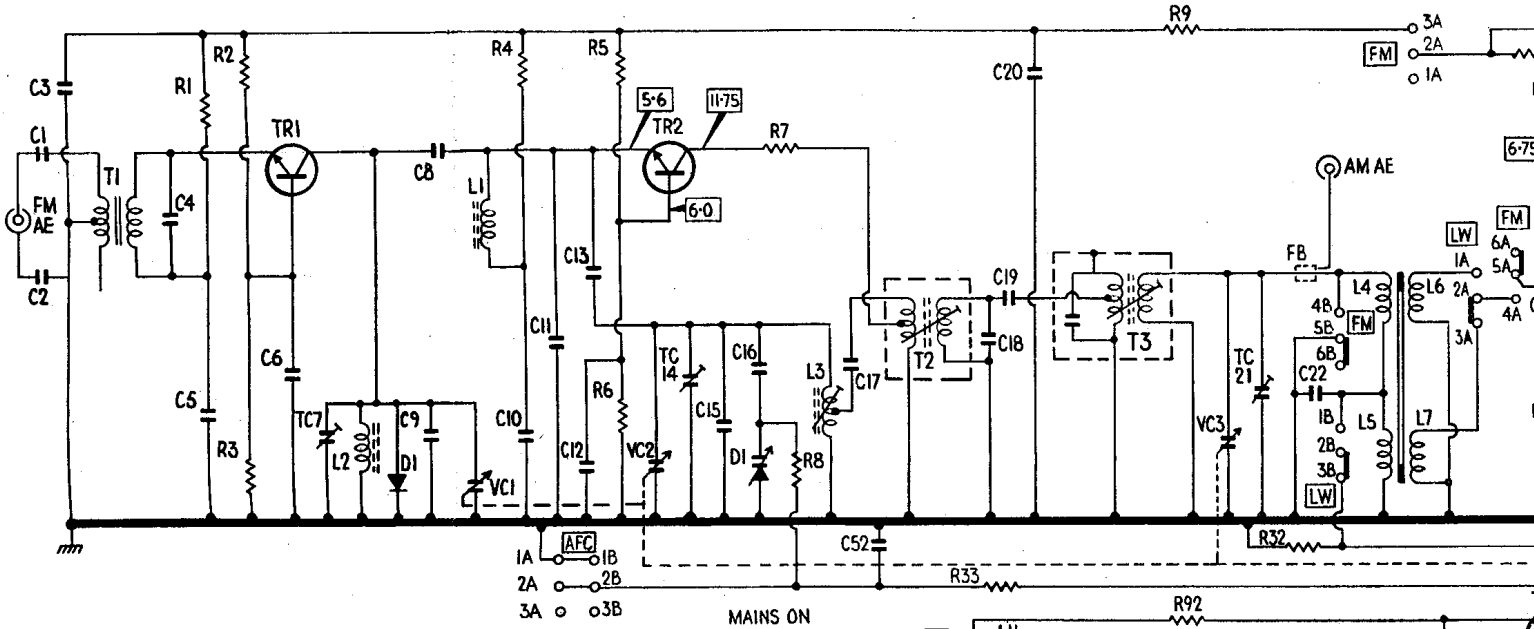 R9
3A
2A
FM
1A
R2
R4
R5
C20
C3
R1
5·6
11·75
TR1
TR2
R7
6·75
C1
T1
C8
L1
AM AE
FM
AE
C4
6·0
FM
LW
6A
1A
5A
C2
C13
C19
FB
2A
4A
L4
L6
4B
FM
5B
3A
6B
C11
C6
TC
14
C16
L3
C17
T2
C18
T3
TC
21
C22
C5
TC7
C9
C10
R6
C15
1B
L5
L7
R3
L2
D1
C12
VC2
D1
R8
VC3
2B
3B
VC1
LW
AFC
1A
1B
C52
R32
2A
2B
R33
3A
3B
MAINS ON
R92